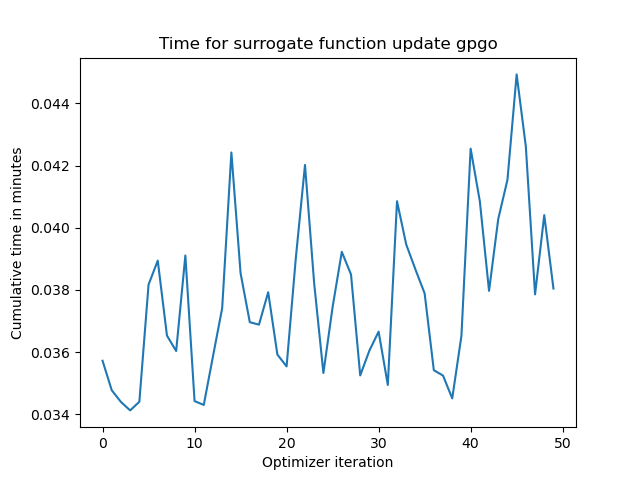 Time for surrogate function update gpgo
Cumulative time in minutes
0.044
0.042
0.040
0.038
0.036
0.034
0 10 20 30 40 50
Optimizer iteration